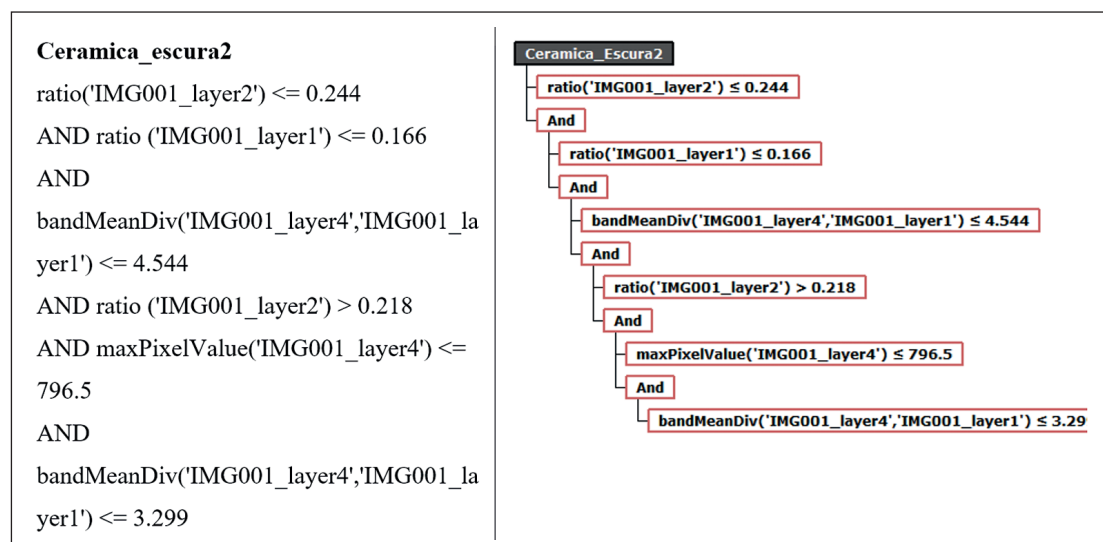 Ceramica_escura2
ratio('IMG001_layer2') <= 0.244
AND ratio ('IMG001_layer1') <= 0.166
AND
bandMeanDiv('IMG001_layer4','IMG001_la
yer1') <= 4.544
AND ratio ('IMG001_layer2') > 0.218
AND maxPixelValue('IMG001_layer4') <=
796.5
AND
bandMeanDiv('IMG001_layer4','IMG001_la
yer1') <= 3.299
Ceramica_Escura2
ratio('IMG001_layer2') ≤ 0.244
And
ratio('IMG001_layer1') ≤ 0.166
And
bandMeanDiv('IMG001_layer4','IMG001_layer1') ≤ 4.544
And
ratio('IMG001_layer2') > 0.218
And
maxPixelValue('IMG001_layer4') ≤ 796.5
And
bandMeanDiv('IMG001_layer4','IMG001_layer1') ≤ 3.29